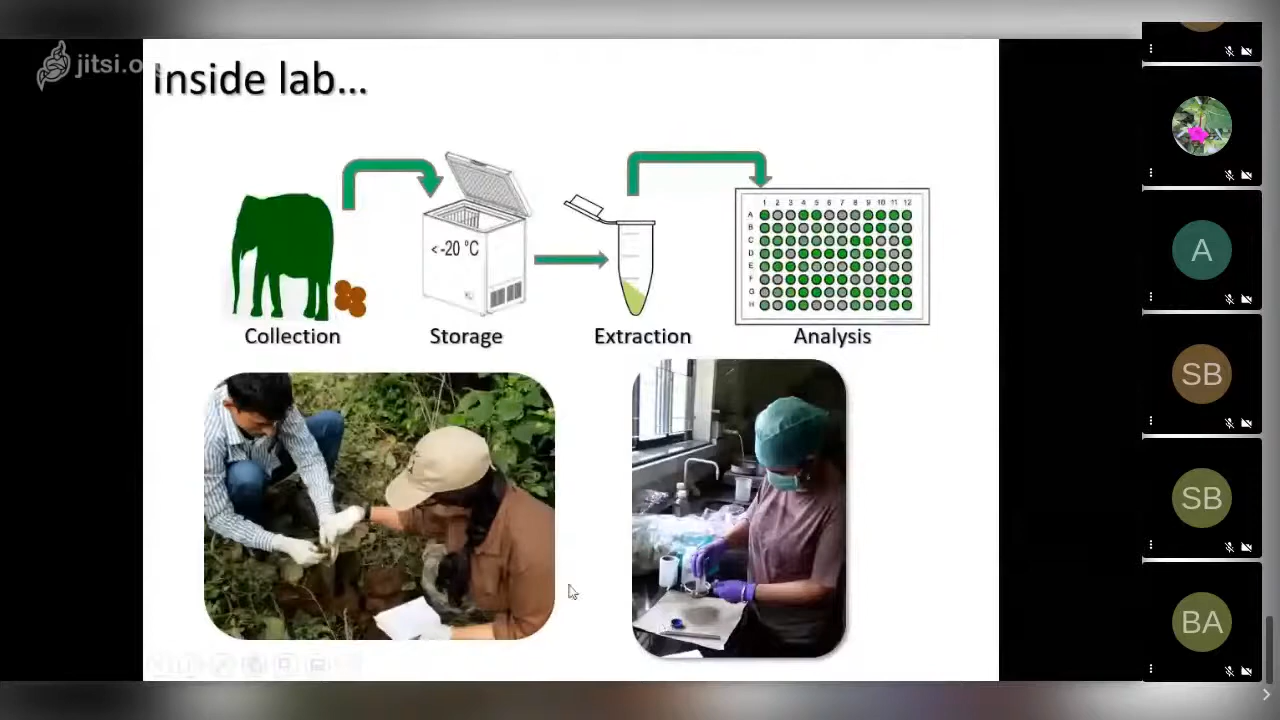 jitsi.o
Inside lab...
< -20 °C
1 2 3 4 5 6 7 8 9 10 11 12
A
B
C
D
E
F
G
H
Collection
Storage
Extraction
Analysis
A
SB
SB
BA